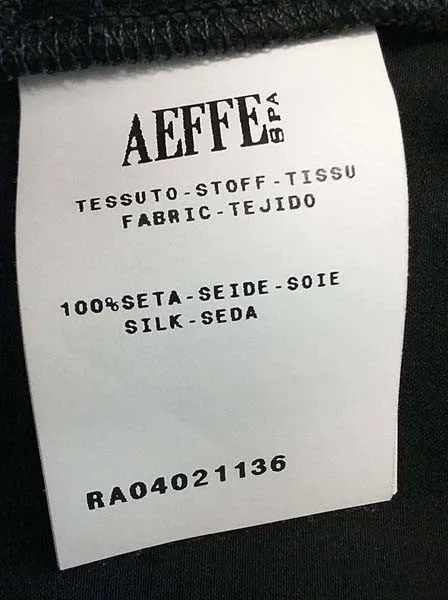 AEFFE SPA
TESSUTO-STOFF-TISSU
FABRIC-TEJIDO
100%SETA-SEIDE-SOIE
SILK-SEDA
RA04021136